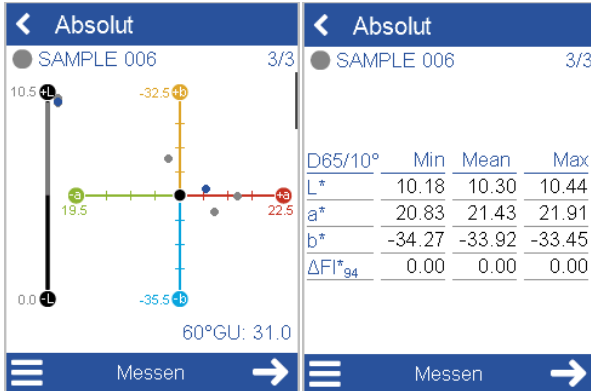 Absolut
SAMPLE 006 3/3
10.5 +L -32.5 +b
-a +a
19.5 22.5
0.0 -L -35.5 -b
60°GU: 31.0
Messen
Absolut
SAMPLE 006 3/3
D65/10° Min Mean Max
L* 10.18 10.30 10.44
a* 20.83 21.43 21.91
b* -34.27 -33.92 -33.45
ΔFl*94 0.00 0.00 0.00
Messen